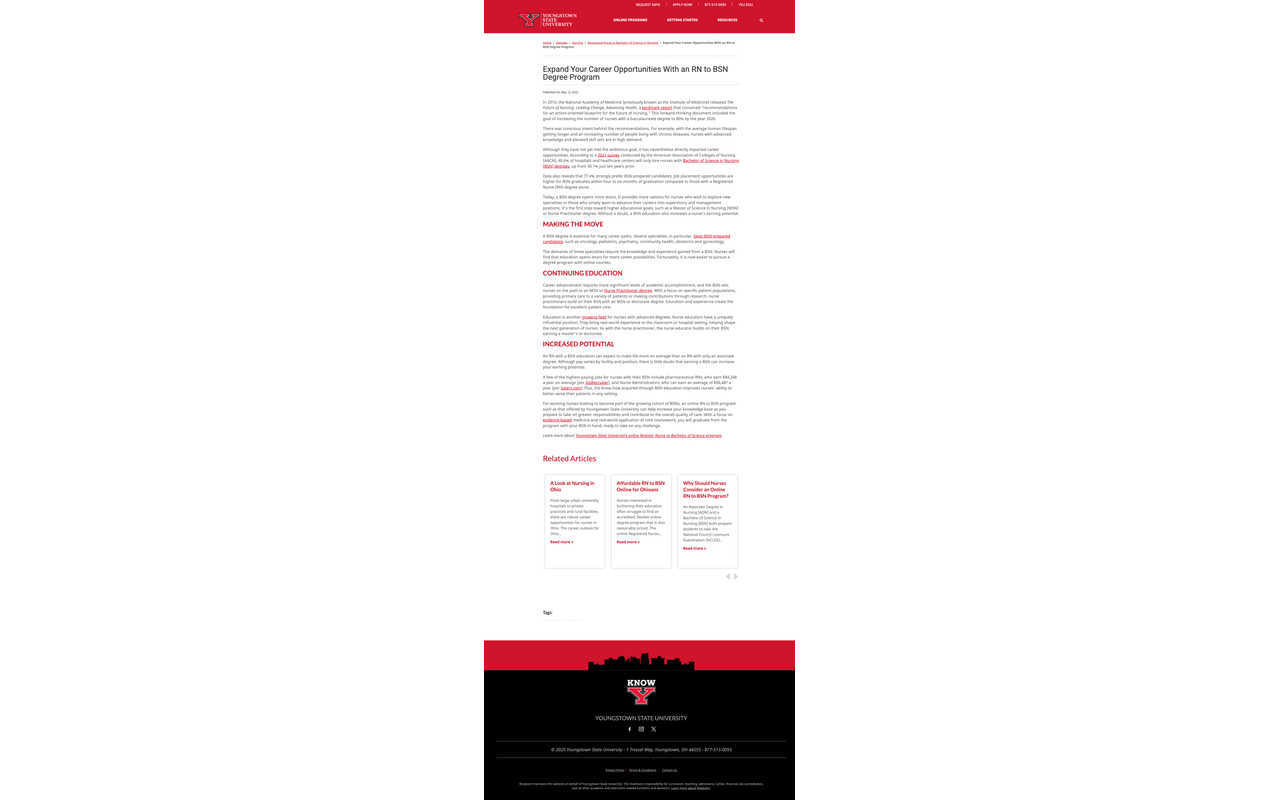 REQUEST INFO | APPLY NOW | 877-513-0093 | YSU.EDU
YOUNGSTOWN
STATE
UNIVERSITY
ONLINE PROGRAMS GETTING STARTED RESOURCES
Home » Degrees » Nursing » Registered Nurse to Bachelor of Science in Nursing » Expand Your Career Opportunities With an RN to
BSN Degree Program
Expand Your Career Opportunities With an RN to BSN
Degree Program
Published On: May 12, 2022
In 2010, the National Academy of Medicine (previously known as the Institute of Medicine) released The
Future of Nursing: Leading Change, Advancing Health, a landmark report that contained "recommendations
for an action-oriented blueprint for the future of nursing." This forward-thinking document included the
goal of increasing the number of nurses with a baccalaureate degree to 80% by the year 2020.
There was conscious intent behind the recommendations. For example, with the average human lifespan
getting longer and an increasing number of people living with chronic diseases, nurses with advanced
knowledge and elevated skill sets are in high demand.
Although they have not yet met the ambitious goal, it has nevertheless directly impacted career
opportunities. According to a 2021 survey conducted by the American Association of Colleges of Nursing
(AACN), 40.6% of hospitals and healthcare centers will only hire nurses with Bachelor of Science in Nursing
(BSN) degrees, up from 30.1% just ten years prior.
Data also reveals that 77.4% strongly prefer BSN-prepared candidates. Job placement opportunities are
higher for BSN graduates within four to six months of graduation compared to those with a Registered
Nurse (RN) degree alone.
Today, a BSN degree opens more doors. It provides more options for nurses who wish to explore new
specialties or those who simply want to advance their careers into supervisory and management
positions. It's the first step toward higher educational goals, such as a Master of Science in Nursing (MSN)
or Nurse Practitioner degree. Without a doubt, a BSN education also increases a nurse's earning potential.
MAKING THE MOVE
A BSN degree is essential for many career paths. Several specialties, in particular, favor BSN-prepared
candidates, such as oncology, pediatrics, psychiatry, community health, obstetrics and gynecology.
The demands of these specialties require the knowledge and experience gained from a BSN. Nurses will
find that education opens doors for more career possibilities. Fortunately, it is now easier to pursue a
degree program with online courses.
CONTINUING EDUCATION
Career advancement requires more significant levels of academic accomplishment, and the BSN sets
nurses on the path to an MSN or Nurse Practitioner degree. With a focus on specific patient populations,
providing primary care to a variety of patients or making contributions through research, nurse
practitioners build on their BSN with an MSN or doctorate degree. Education and experience create the
foundation for excellent patient care.
Education is another growing field for nurses with advanced degrees. Nurse educators have a uniquely
influential position. They bring real-world experience to the classroom or hospital setting, helping shape
the next generation of nurses. As with the nurse practitioner, the nurse educator builds on their BSN,
earning a master's or doctorate.
INCREASED POTENTIAL
An RN with a BSN education can expect to make the more on average than an RN with only an associate
degree. Although pay varies by facility and position, there is little doubt that earning a BSN can increase
your earning potential.
A few of the highest-paying jobs for nurses with their BSN include pharmaceutical RNs, who earn $94,348
a year on average (per ZipRecruiter), and Nurse Administrators, who can earn an average of $96,487 a
year (per Salary.com). Plus, the know-how acquired through BSN education improves nurses' ability to
better serve their patients in any setting.
For working nurses looking to become part of the growing cohort of BSNs, an online RN to BSN program
such as that offered by Youngstown State University can help increase your knowledge base as you
prepare to take on greater responsibilities and contribute to the overall quality of care. With a focus on
evidence-based medicine and real-world application of core coursework, you will graduate from the
program with your BSN in hand, ready to take on any challenge.
Learn more about Youngstown State University's online Register Nurse to Bachelor of Science program.
Related Articles
A Look at Nursing in
Ohio
From large urban university
hospitals to private
practices and rural facilities,
there are robust career
opportunities for nurses in
Ohio. The career outlook for
Ohio...
Read more »
Affordable RN to BSN
Online for Ohioans
Nurses interested in
furthering their education
often struggle to find an
accredited, flexible online
degree program that is also
reasonably priced. The
online Registered Nurse...
Read more »
Why Should Nurses
Consider an Online
RN to BSN Program?
An Associate Degree in
Nursing (ADN) and a
Bachelor of Science in
Nursing (BSN) both prepare
students to take the
National Council Licensure
Examination (NCLEX),...
Read more »
Tags:
KNOW
Y
YOUNGSTOWN STATE UNIVERSITY
© 2025 Youngstown State University - 1 Tressel Way, Youngstown, OH 44555 - 877-513-0093
Privacy Policy | Terms & Conditions | Contact Us
Risepoint maintains this website on behalf of Youngstown State University. YSU maintains responsibility for curriculum, teaching, admissions, tuition, financial aid, accreditation,
and all other academic and instruction-related functions and decisions. Learn more about Risepoint.